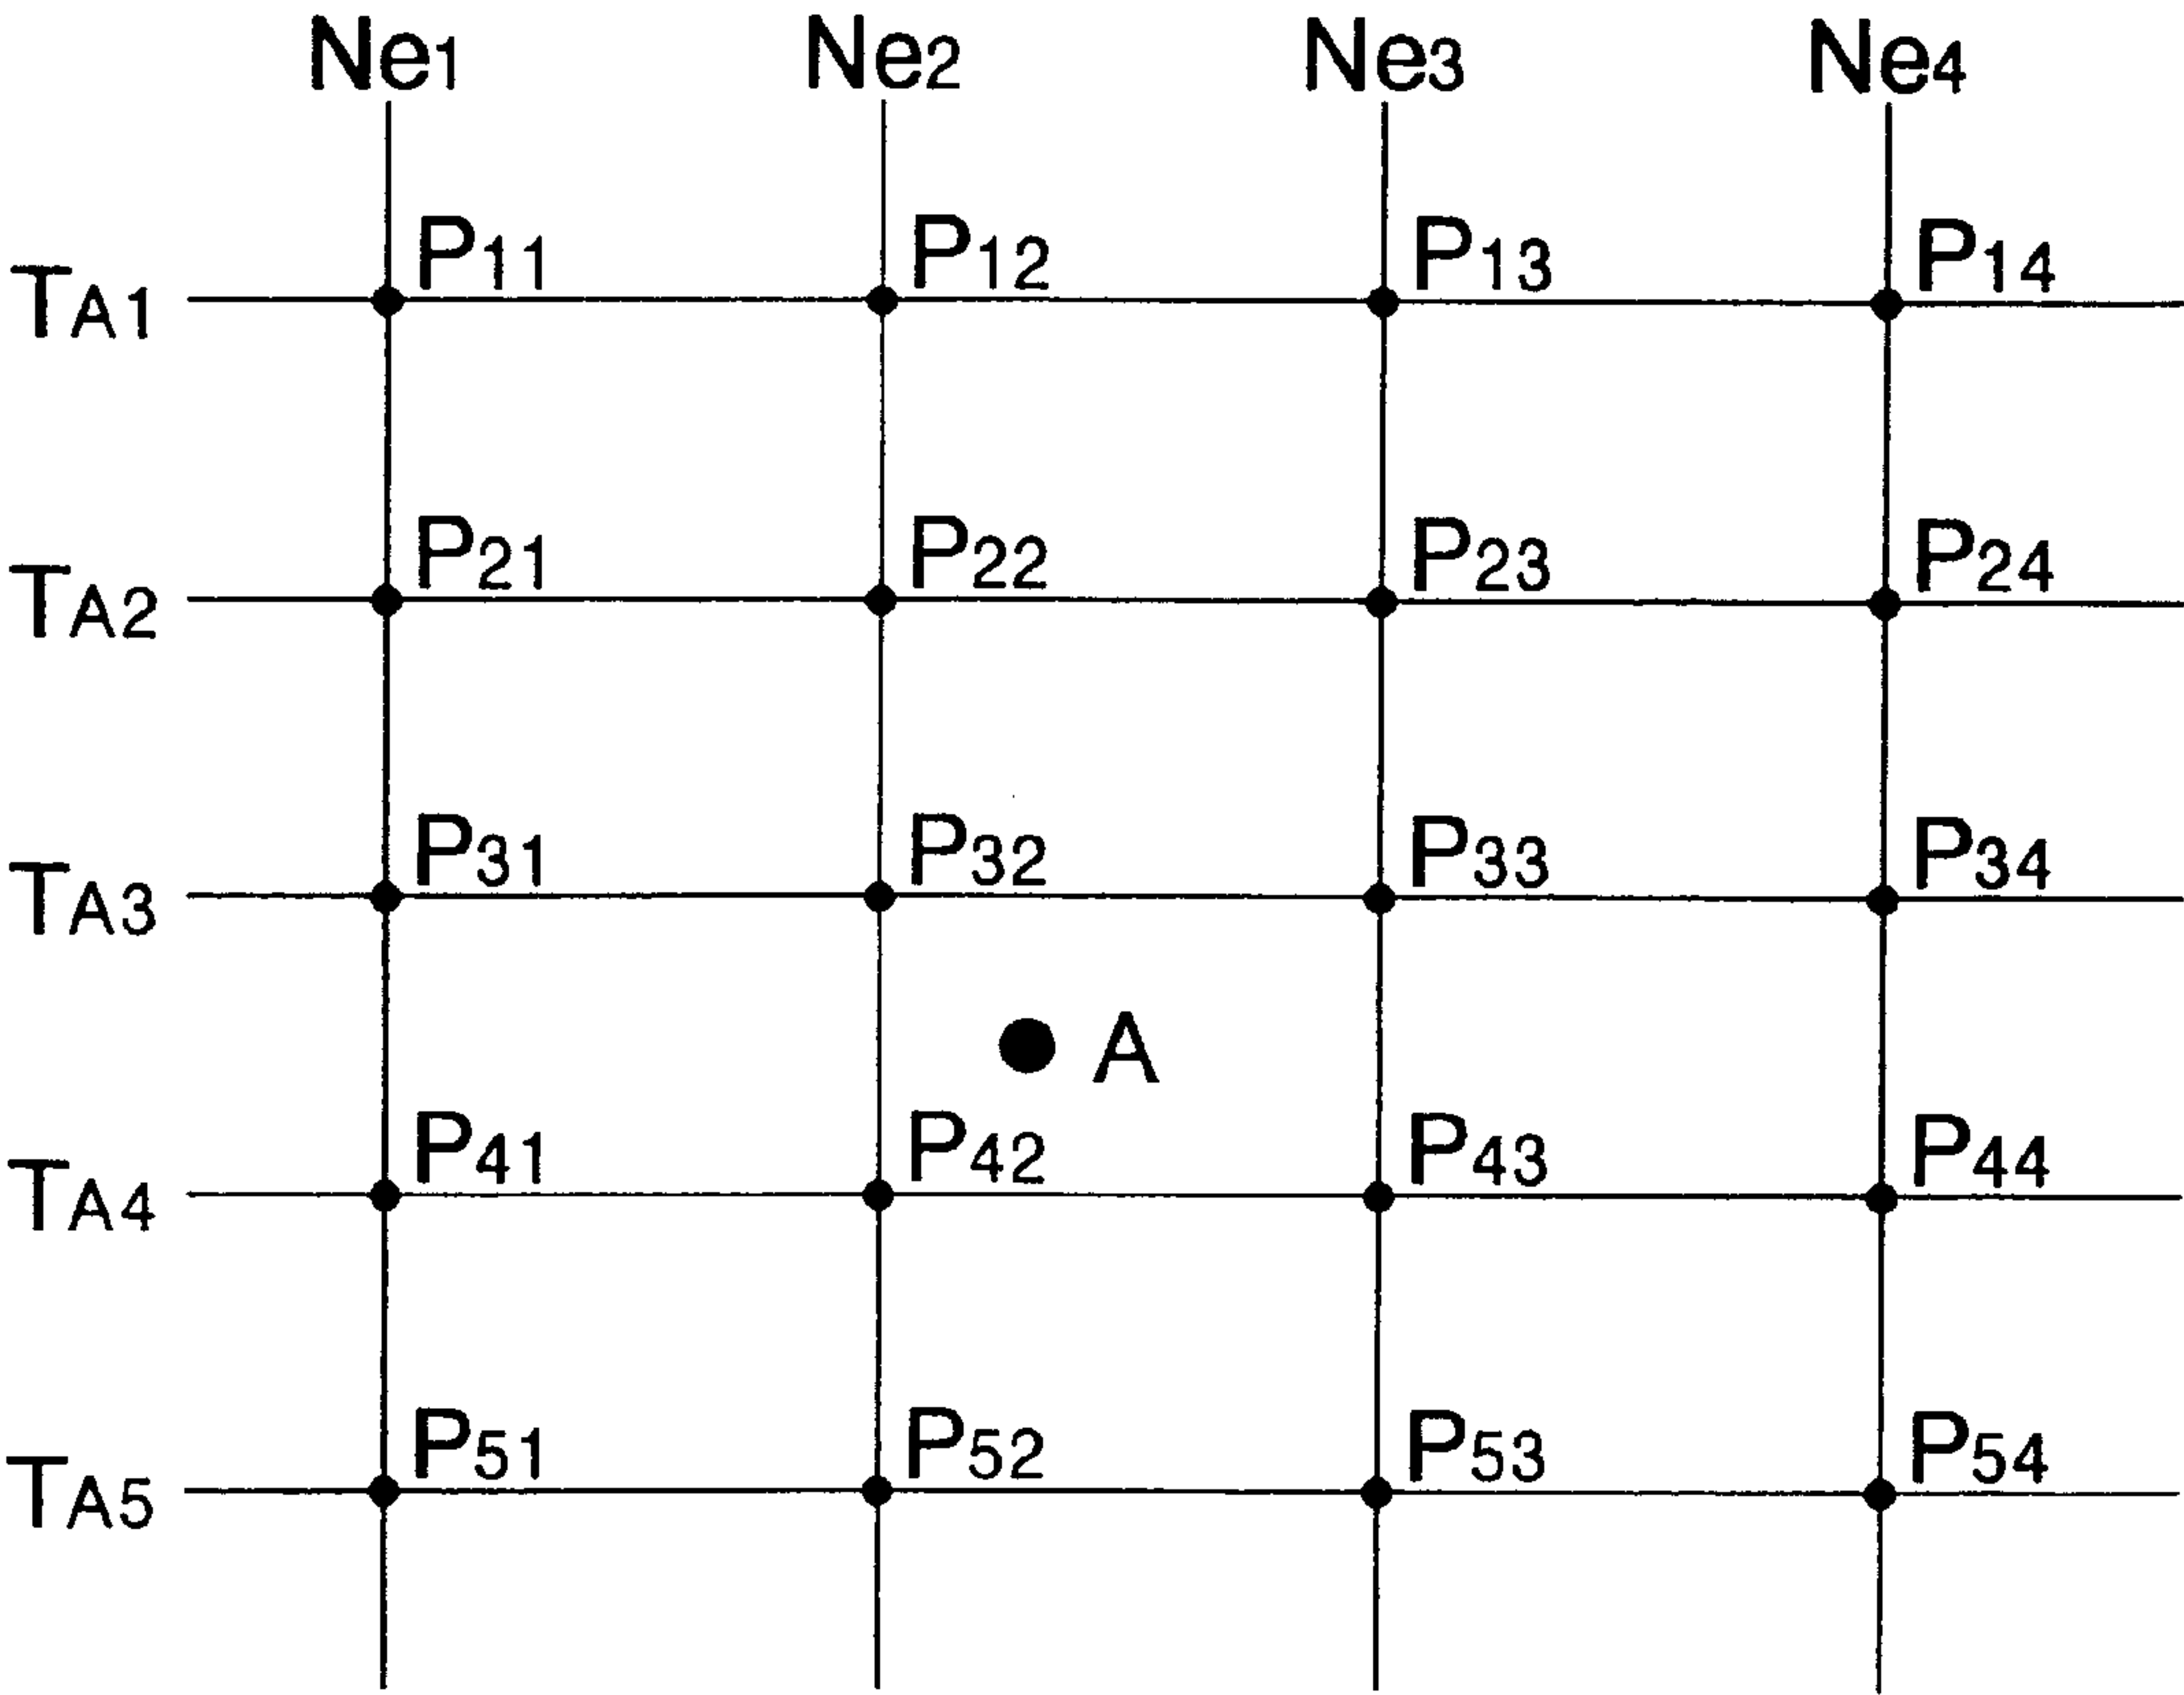 Ne1 Ne2 Ne3 Ne4
P11 P12 P13 P14
TA1
P21 P22 P23 P24
TA2
P31 P32 P33 P34
TA3
A
P41 P42 P43 P44
TA4
P51 P52 P53 P54
TA5